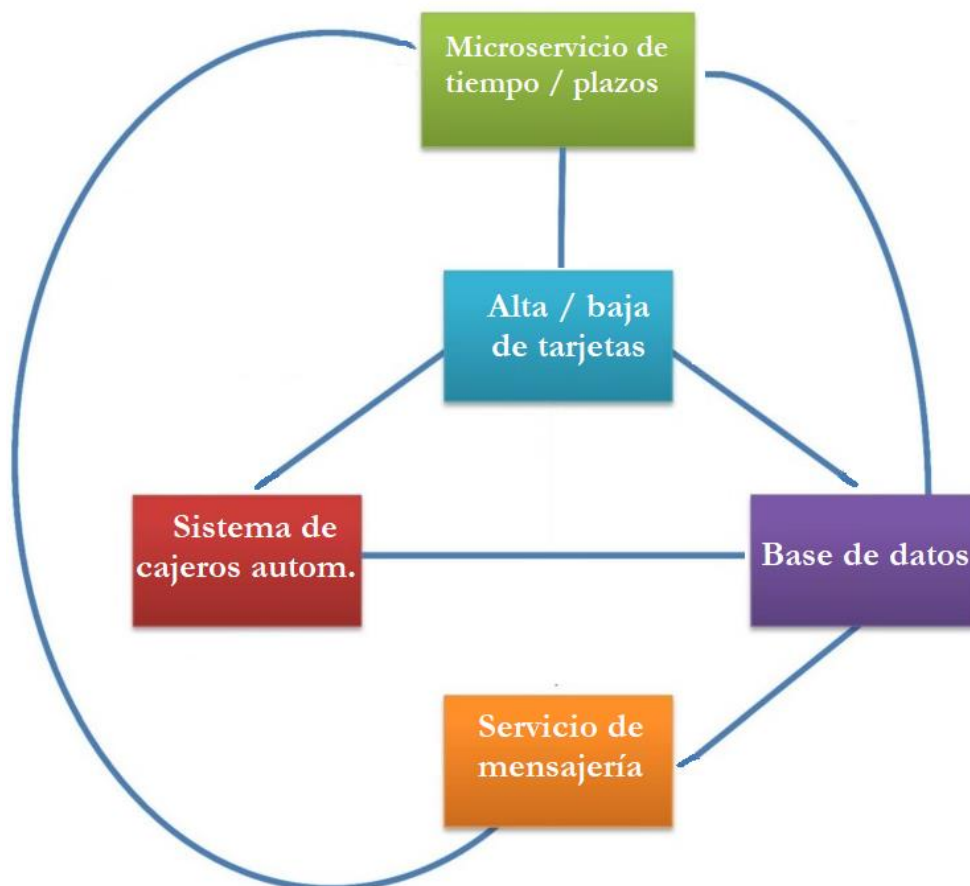 Microservicio de
tiempo / plazos
Alta / baja
de tarjetas
Sistema de
cajeros autom.
Base de datos
Servicio de
mensajería